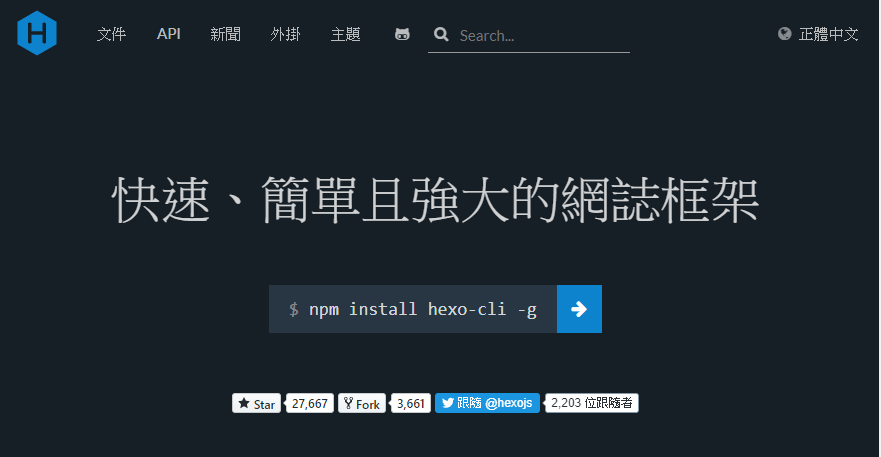 H 文件 API 新聞 外掛 主題 Search... 正體中文
快速、簡單且強大的網誌框架
$ npm install hexo-cli -g
Star 27,667 Fork 3,661 跟隨 @hexojs 2,203 位跟隨者